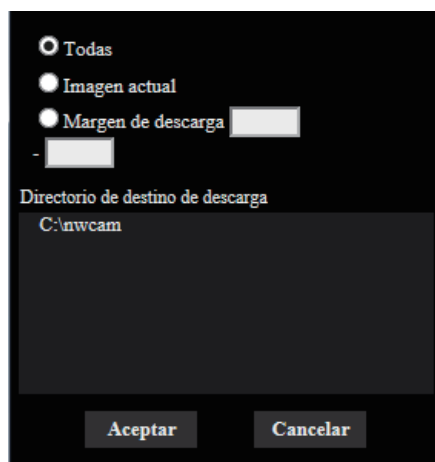 Todas
Imagen actual
Margen de descarga
-
Directorio de destino de descarga
C:\nwcam
Aceptar Cancelar